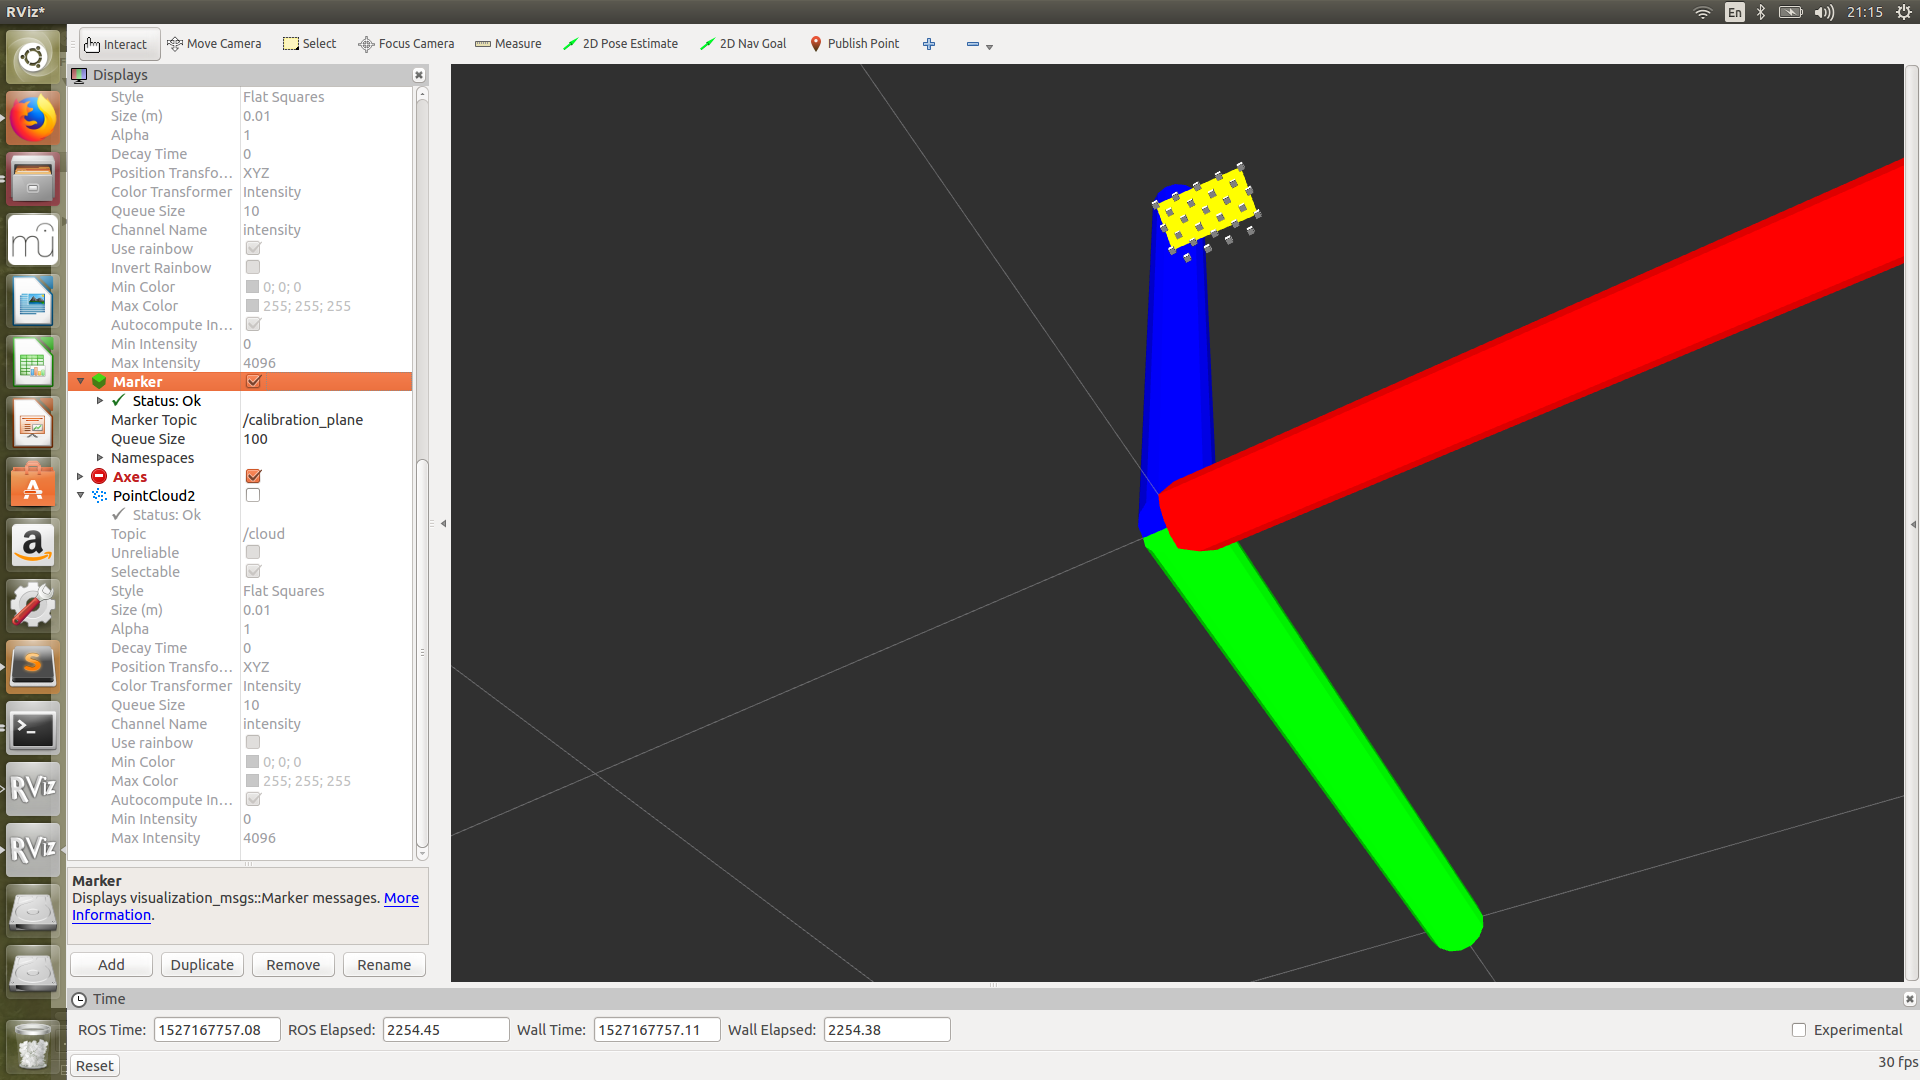 RViz*
En
21:15
Interact
Move Camera
Select
Focus Camera
Measure
2D Pose Estimate
2D Nav Goal
Publish Point
Displays
Style Flat Squares
Size (m) 0.01
Alpha 1
Decay Time 0
Position Transfo... XYZ
Color Transformer Intensity
Queue Size 10
Channel Name intensity
Use rainbow
Invert Rainbow
Min Color 0; 0; 0
Max Color 255; 255; 255
Autocompute In...
Min Intensity 0
Max Intensity 4096
Marker
Status: Ok
Marker Topic /calibration_plane
Queue Size 100
Namespaces
Axes
PointCloud2
Status: Ok
Topic /cloud
Unreliable
Selectable
Style Flat Squares
Size (m) 0.01
Alpha 1
Decay Time 0
Position Transfo... XYZ
Color Transformer Intensity
Queue Size 10
Channel Name intensity
Use rainbow
Min Color 0; 0; 0
Max Color 255; 255; 255
Autocompute In...
Min Intensity 0
Max Intensity 4096
Marker
Displays visualization_msgs::Marker messages. More
Information.
Add Duplicate Remove Rename
Time
ROS Time: 1527167757.08 ROS Elapsed: 2254.45 Wall Time: 1527167757.11 Wall Elapsed: 2254.38 Experimental
Reset
30 fps
mu
A
a
S
>_
RViz
RViz